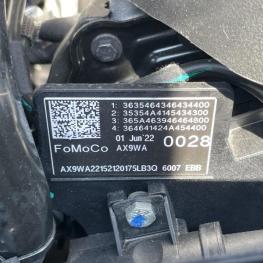 1: 3635464346434400
2: 35354A4145434300
3: 365A463946464800
4: 364641424A454400
01 Jun'22 0028
FoMoCo AX9WA
AX9WA22152120175LB3Q 6007 EBB